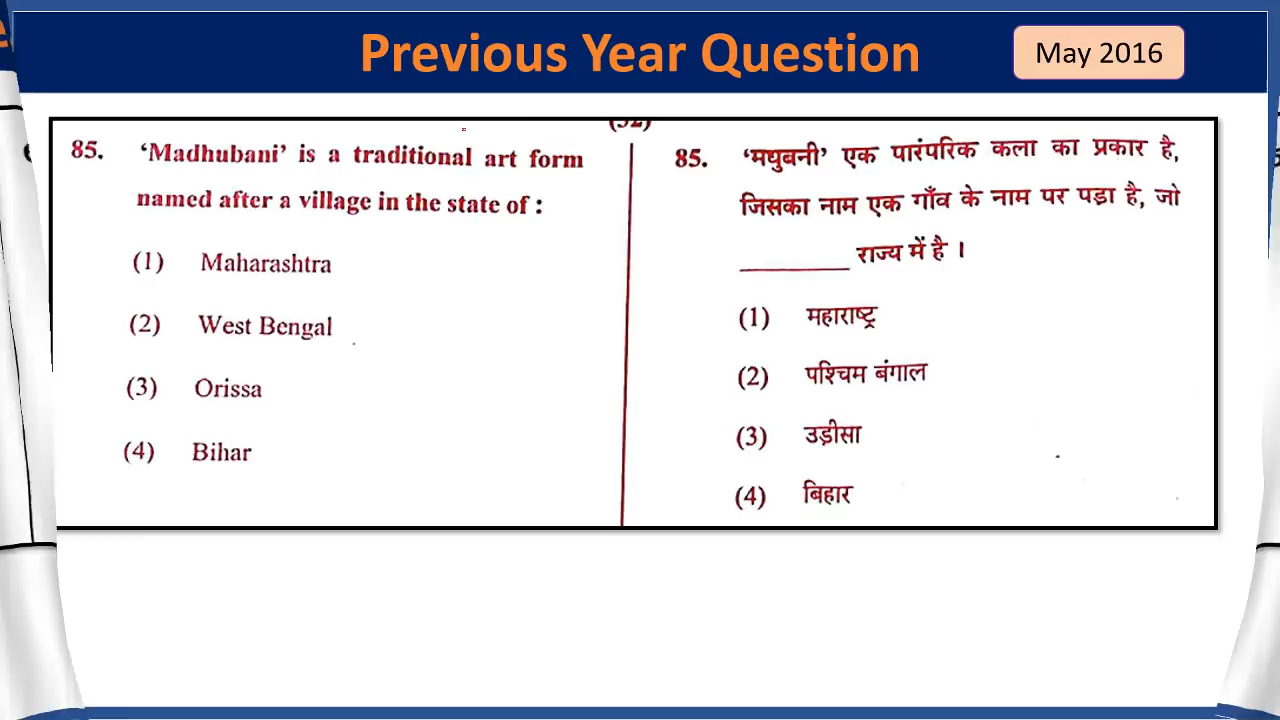 Previous Year Question
May 2016
85. ‘Madhubani’ is a traditional art form
named after a village in the state of :
(1) Maharashtra
(2) West Bengal
(3) Orissa
(4) Bihar
85. ‘मधुबनी’ एक पारंपरिक कला का प्रकार है,
जिसका नाम एक गाँव के नाम पर पड़ा है, जो
__________ राज्य में है ।
(1) महाराष्ट्र
(2) पश्चिम बंगाल
(3) उड़ीसा
(4) बिहार